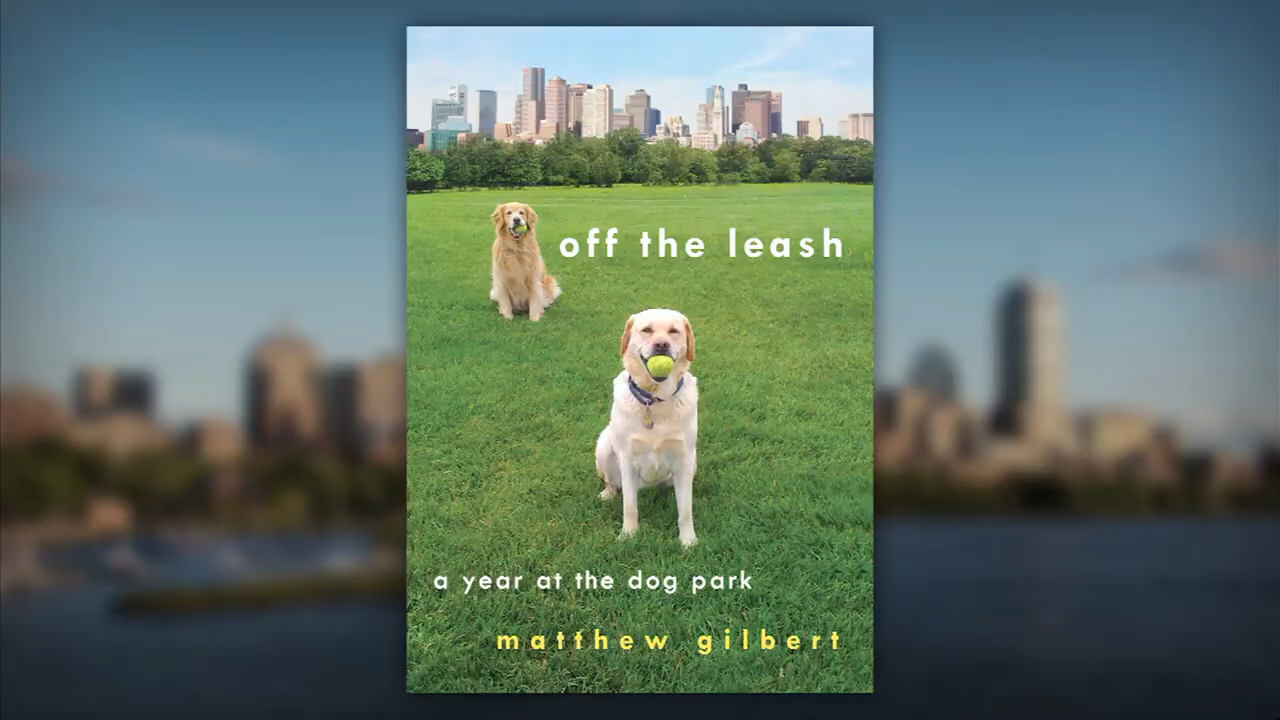 off the leash
a year at the dog park
matthew gilbert